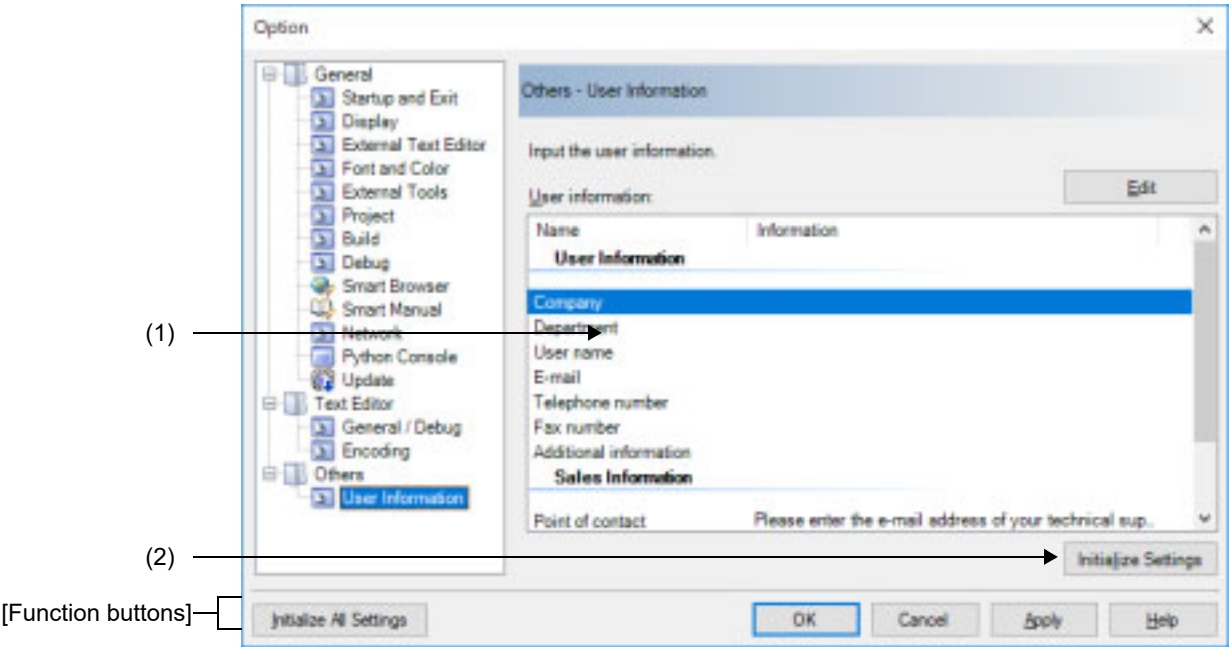 Option
General
Startup and Exit
Display
External Text Editor
Font and Color
External Tools
Project
Build
Debug
Smart Browser
Smart Manual
Network
Python Console
Update
Text Editor
General / Debug
Encoding
Others
User Information
Others - User Information
Input the user information.
User information:
Edit
Name Information
User Information
Company
Department
User name
E-mail
Telephone number
Fax number
Additional information
Sales Information
Point of contact Please enter the e-mail address of your technical sup..
Initialize Settings
(1)
(2)
[Function buttons]
Initialize All Settings OK Cancel Apply Help